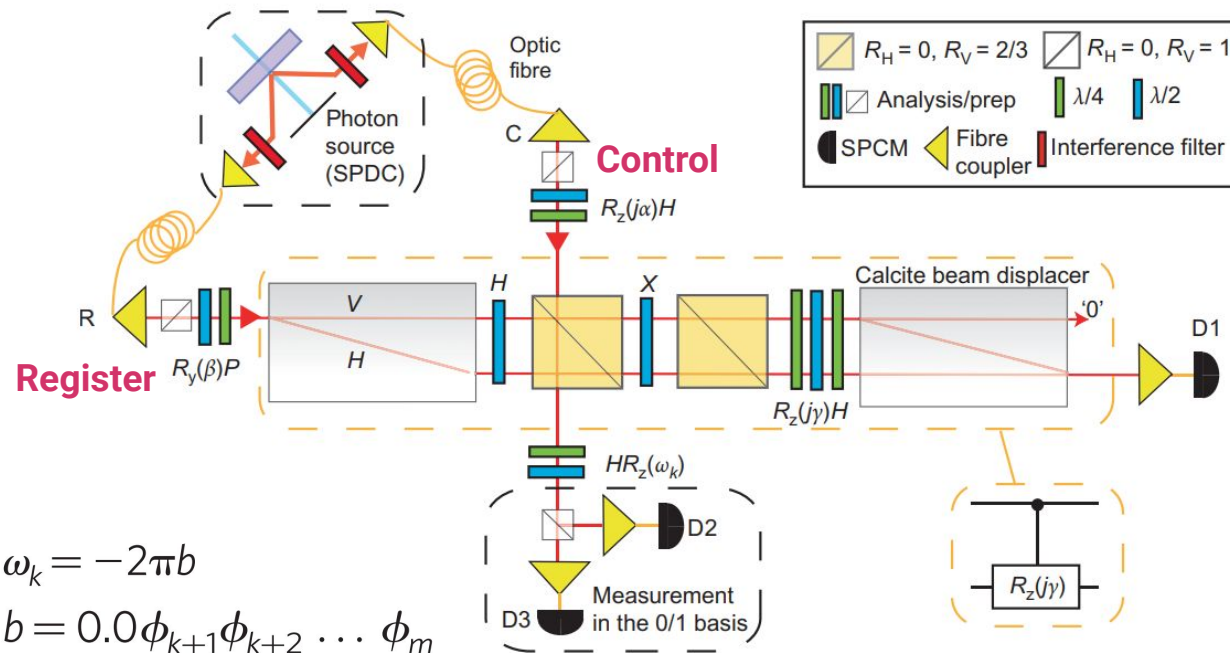 Optic
fibre
Photon
source
(SPDC)
C
Control
R_z(jα)H
R_H = 0, R_V = 2/3
R_H = 0, R_V = 1
Analysis/prep
λ/4
λ/2
SPCM
Fibre
coupler
Interference filter
R
Register
R_y(β)P
V
H
H
X
Calcite beam displacer
'0'
D1
R_z(jγ)H
HR_z(ω_k)
D2
D3
Measurement
in the 0/1 basis
R_z(jγ)
ω_k = −2πb
b = 0.0ϕ_{k+1}ϕ_{k+2} … ϕ_m